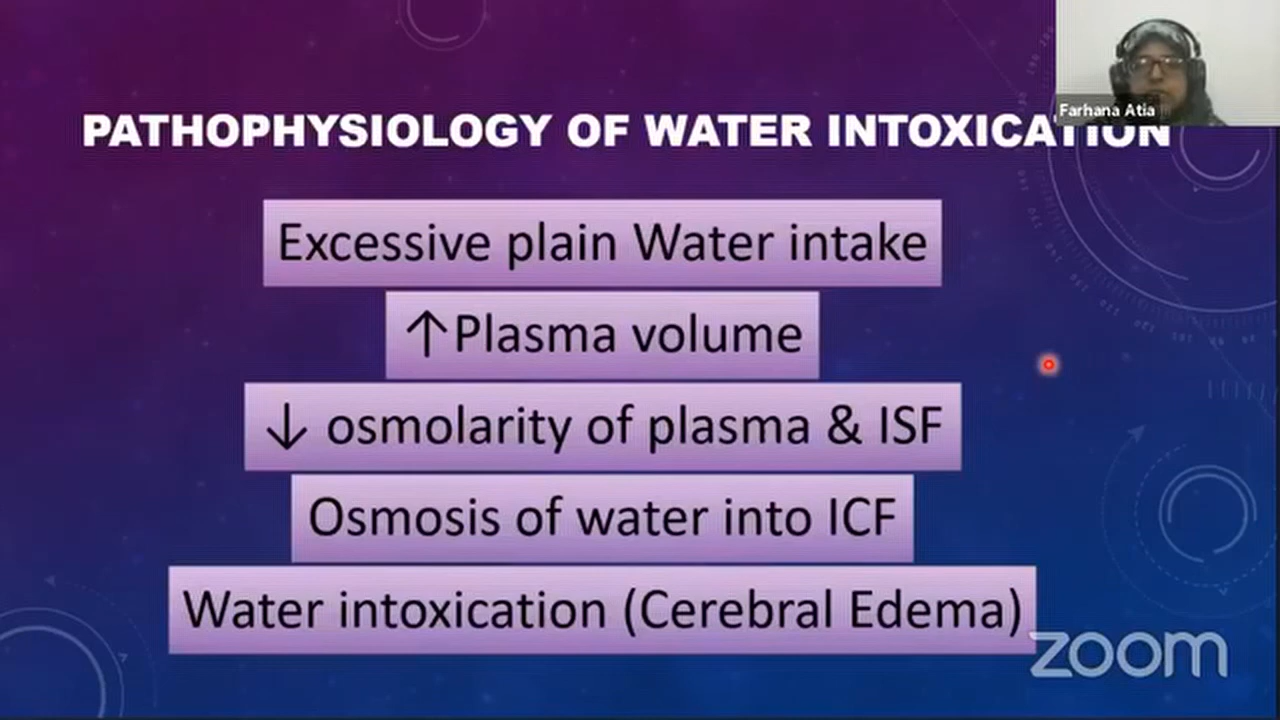 Farhana Atia
PATHOPHYSIOLOGY OF WATER INTOXICATION
Excessive plain Water intake
↑Plasma volume
↓ osmolarity of plasma & ISF
Osmosis of water into ICF
Water intoxication (Cerebral Edema)
zoom